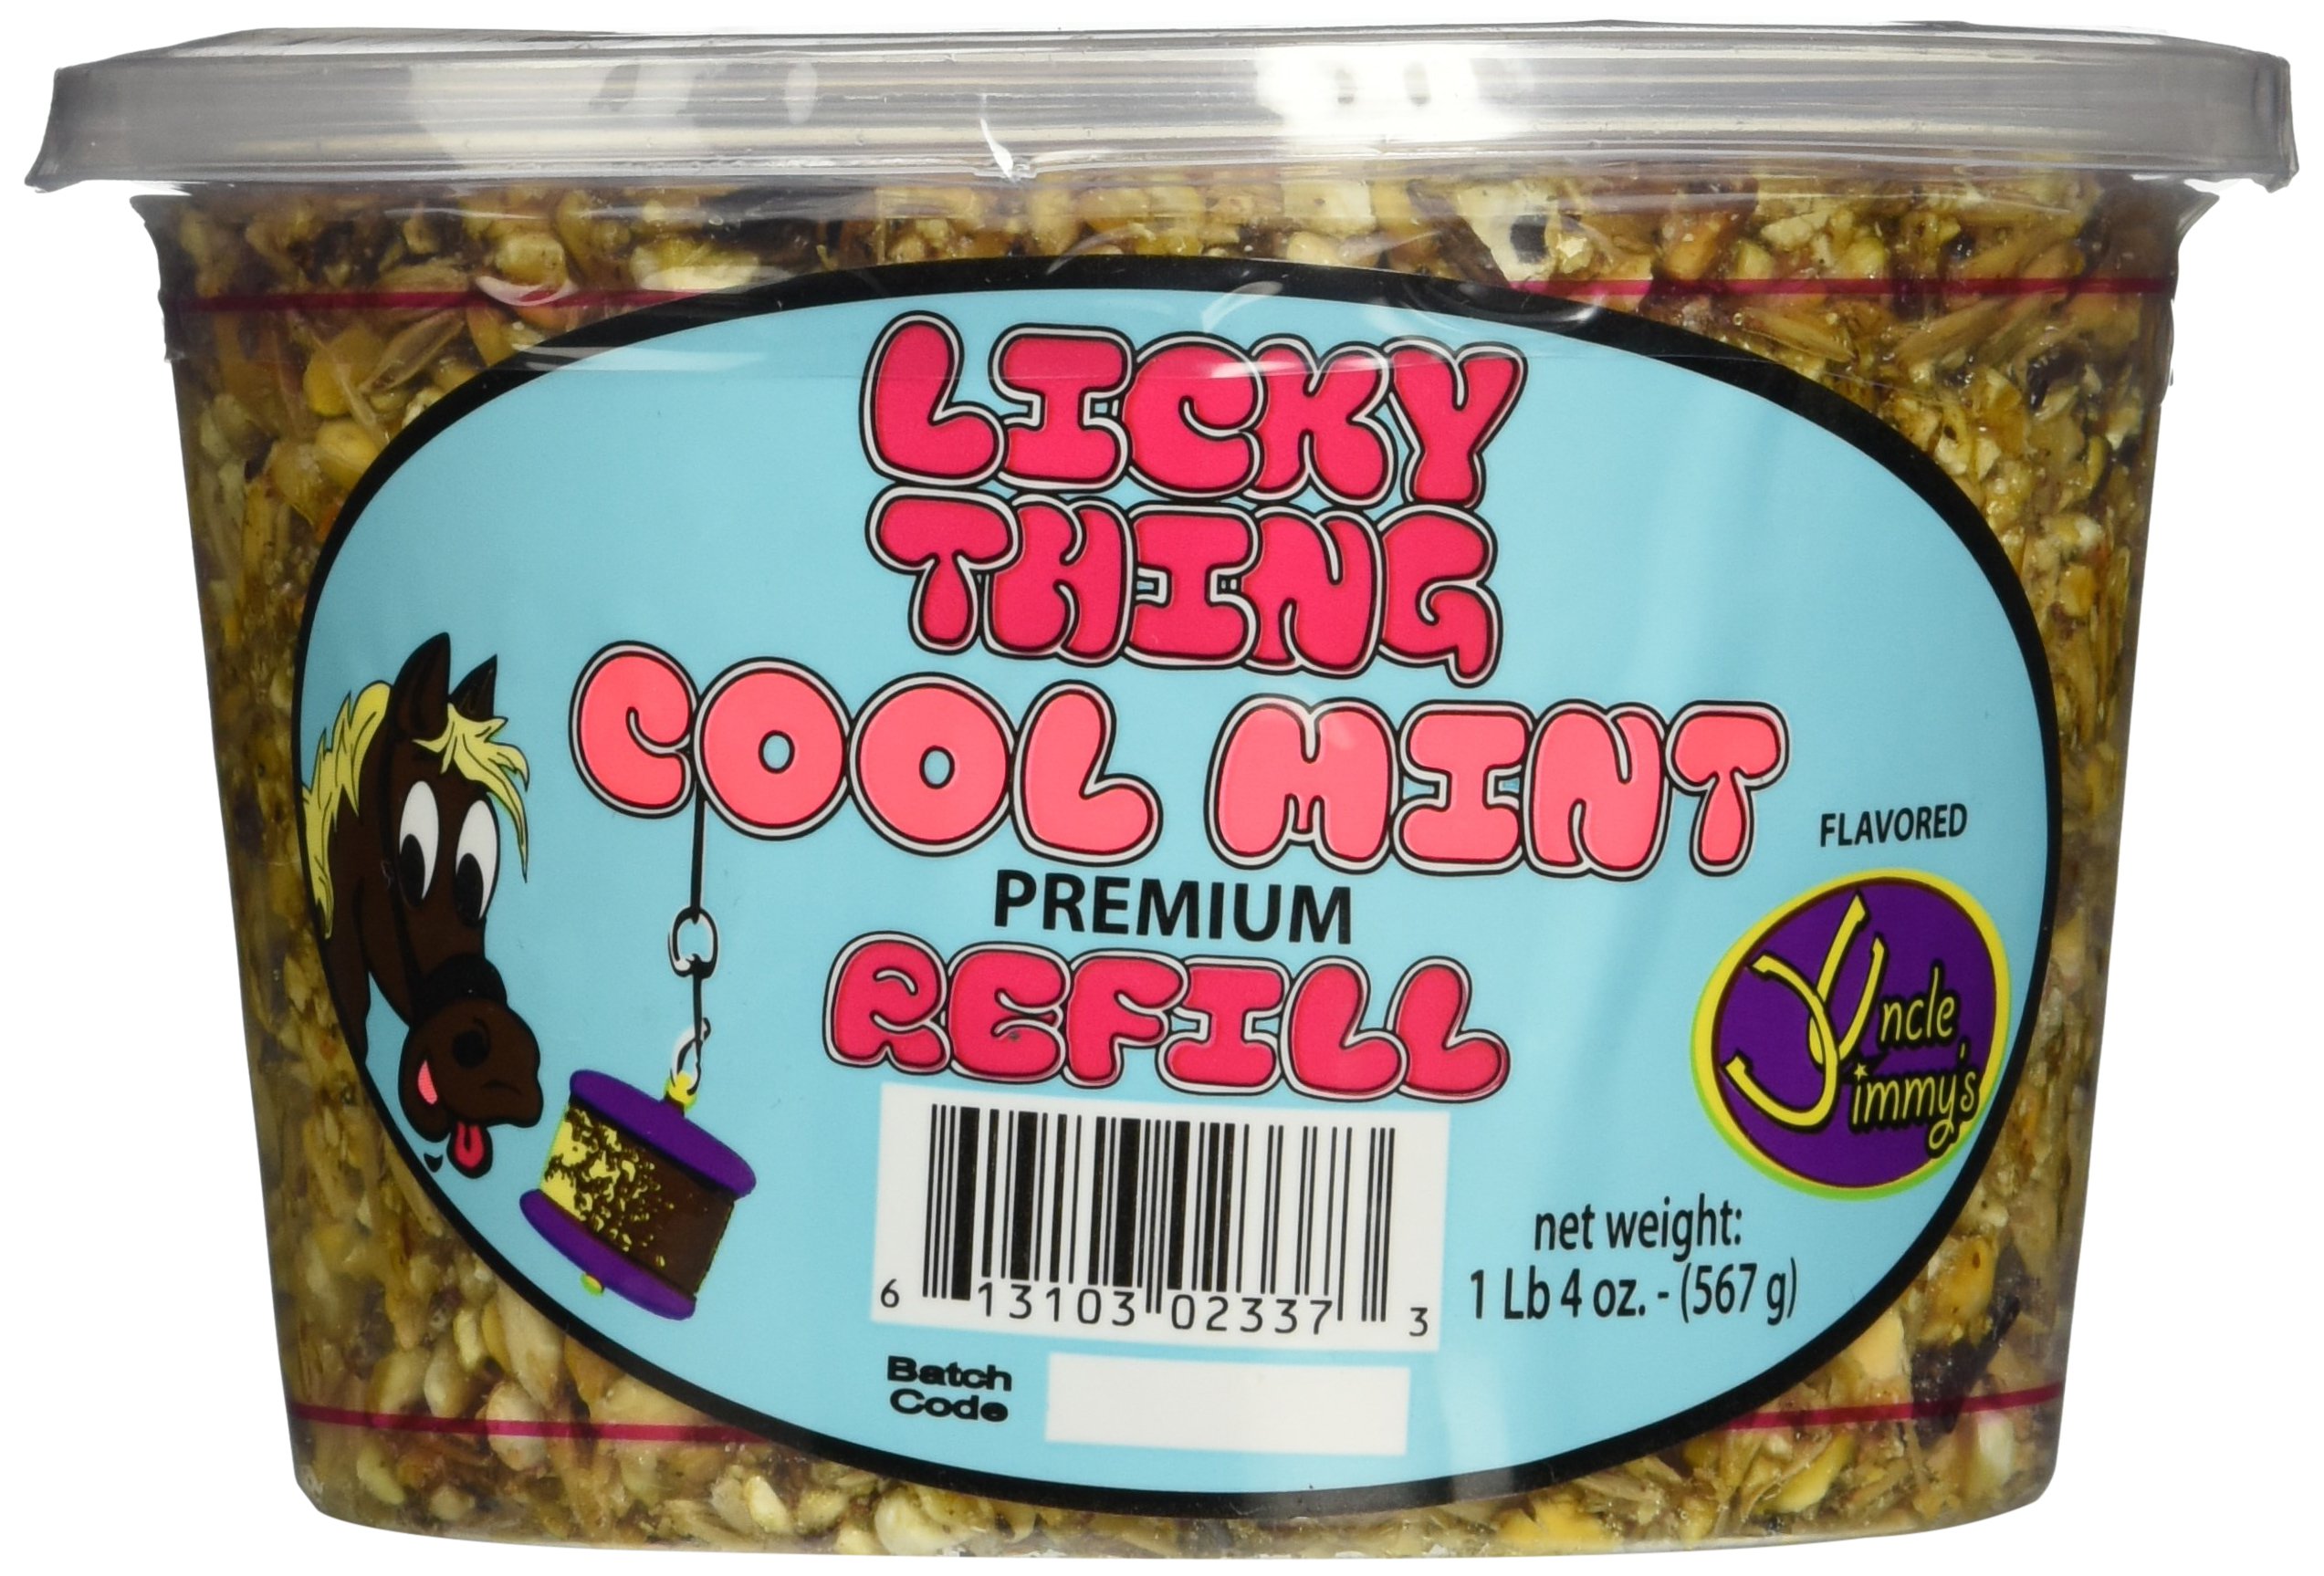 LICKY
THING
COOL MINT
FLAVORED
PREMIUM
REFILL
Uncle
Jimmy's
net weight:
1 Lb 4 oz. - (567 g)
6 13103 02337 3
Batch
Code